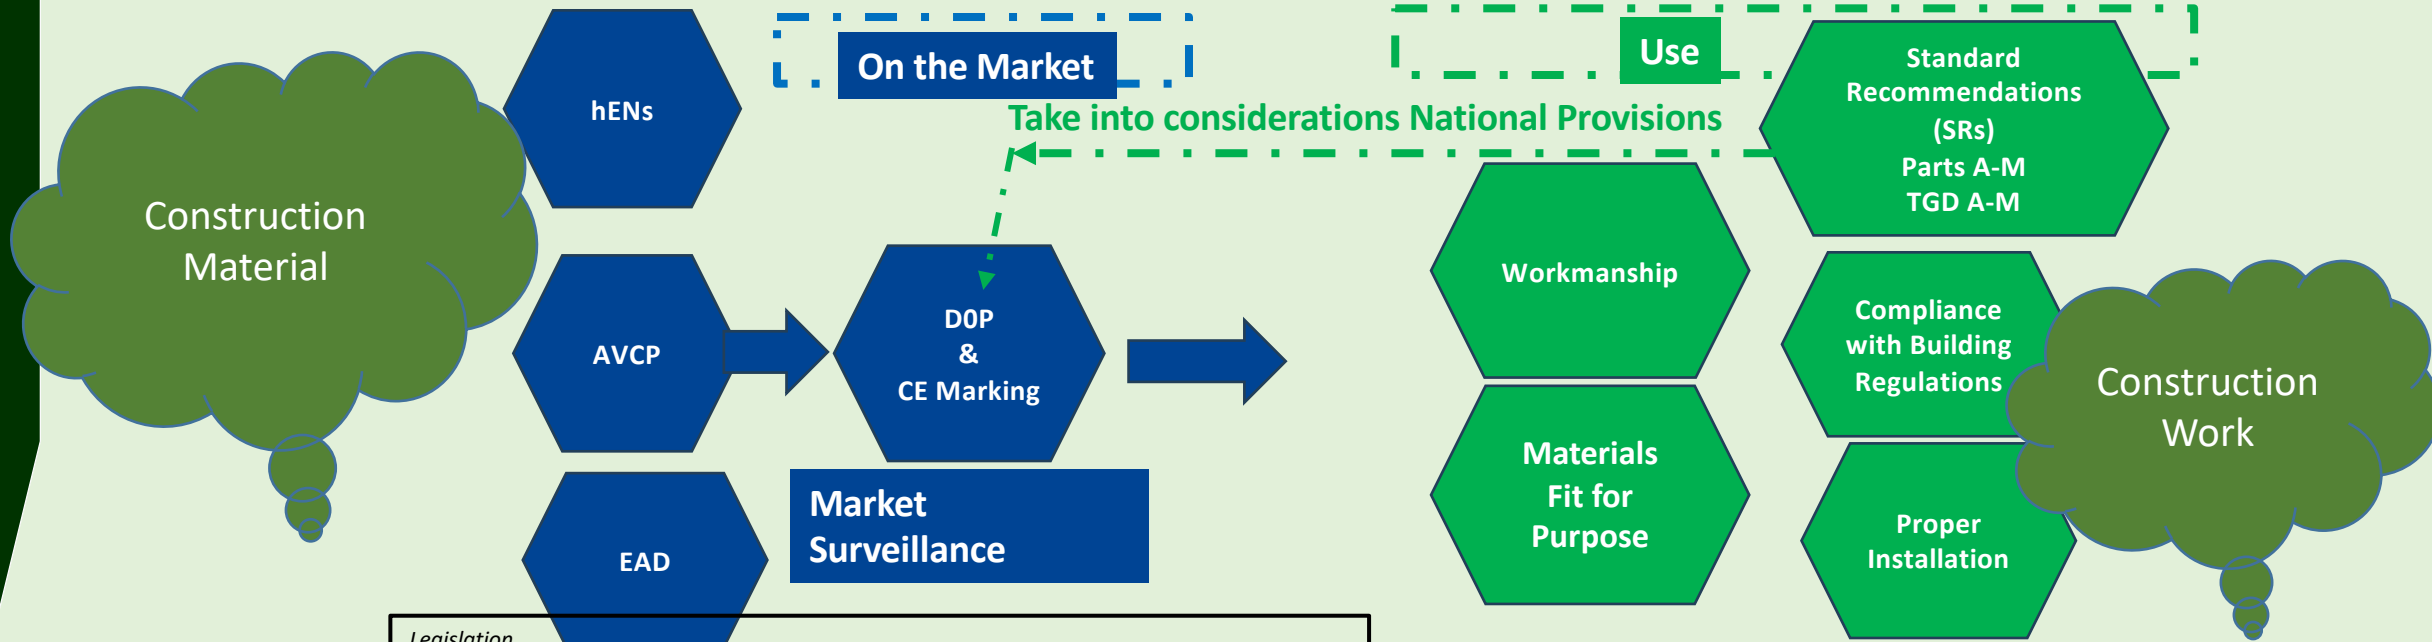 On the Market
Use
hENs
Take into considerations National Provisions
Standard
Recommendations
(SRs)
Parts A-M
TGD A-M
Construction
Material
Workmanship
AVCP
D0P
&
CE Marking
Compliance
with Building
Regulations
Construction
Work
Materials
Fit for
Purpose
Market
Surveillance
EAD
Proper
Installation
Legislation